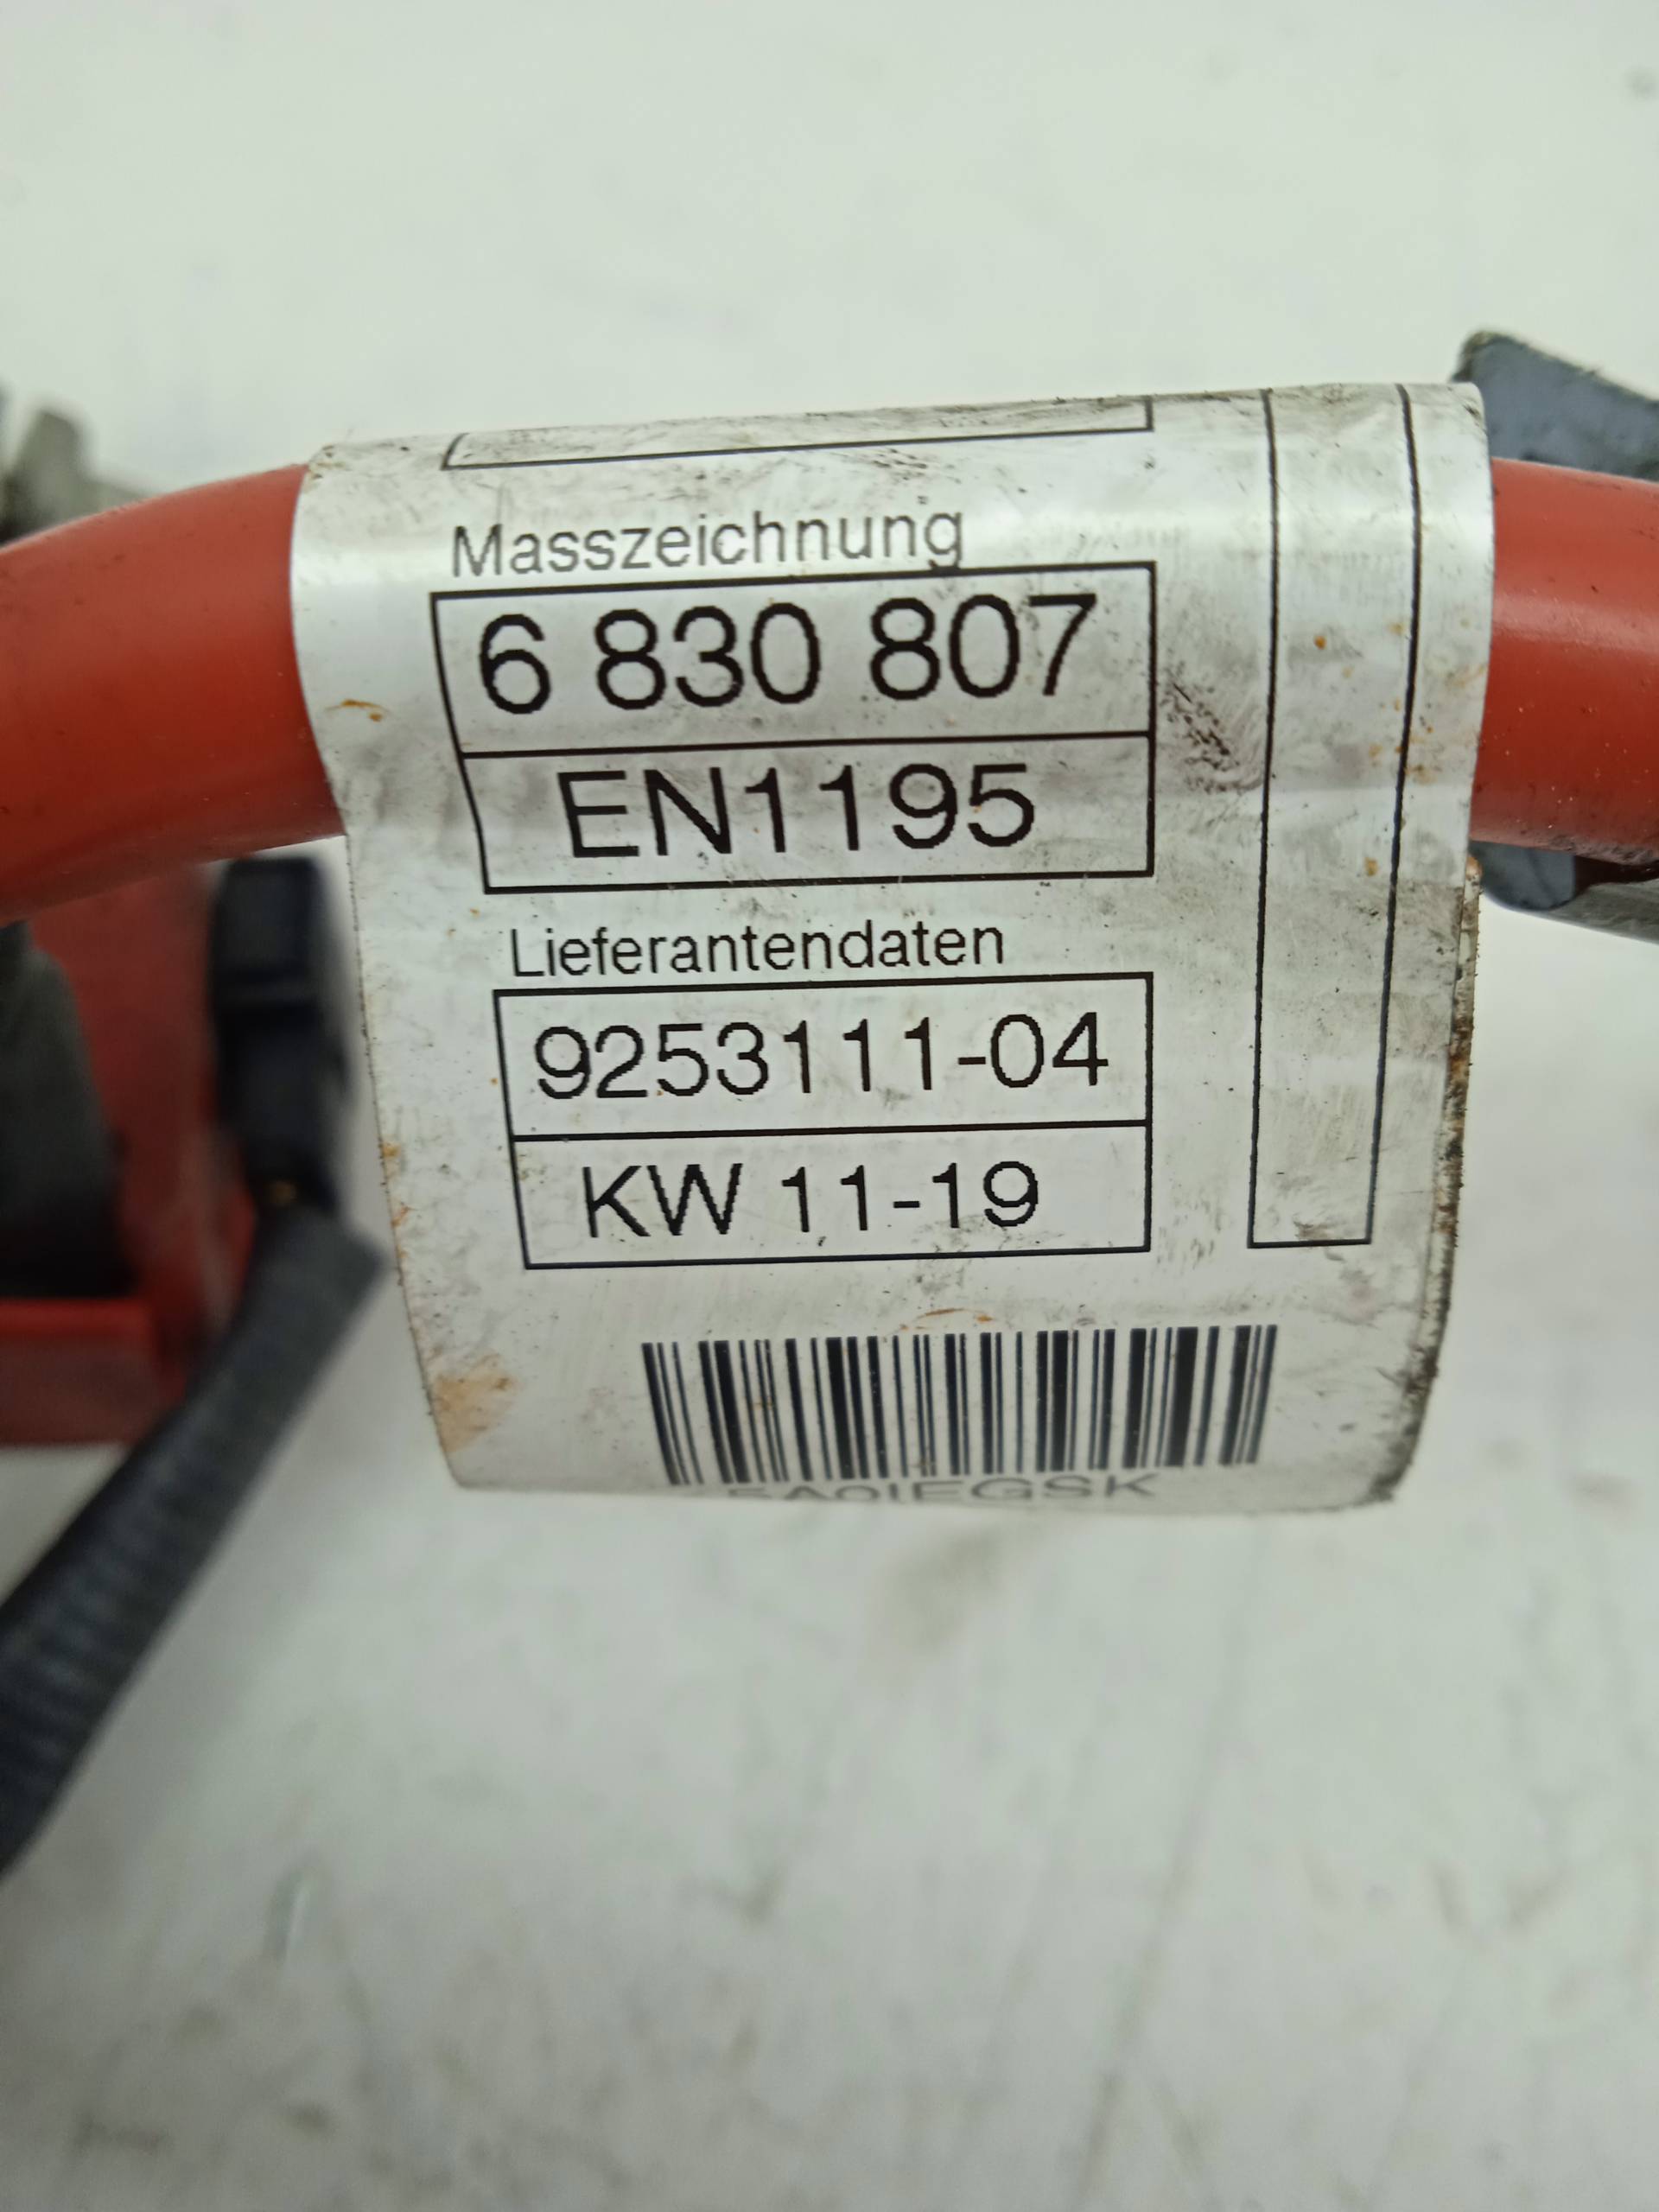 Masszeichnung
6 830 807
EN1195
Lieferantendaten
9253111-04
KW 11-19